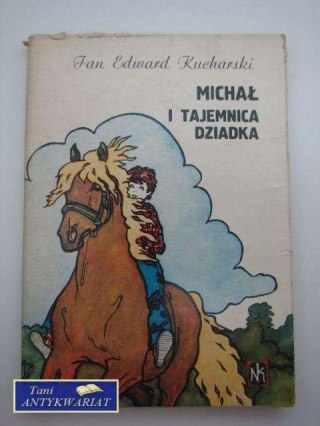 Jan Edward Kucharski
MICHAŁ
I TAJEMNICA
DZIADKA
NK
Tani
ANTYKWARIAT